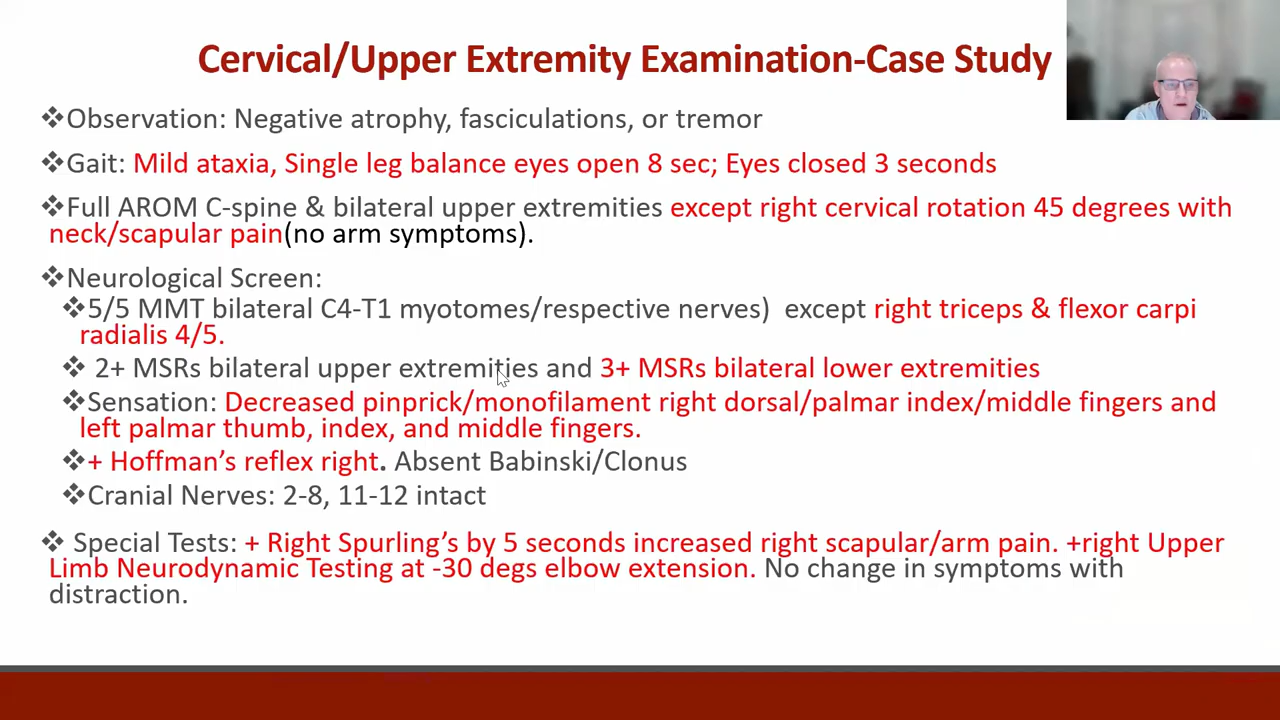 Cervical/Upper Extremity Examination-Case Study
❖Observation: Negative atrophy, fasciculations, or tremor
❖Gait: Mild ataxia, Single leg balance eyes open 8 sec; Eyes closed 3 seconds
❖Full AROM C-spine & bilateral upper extremities except right cervical rotation 45 degrees with
neck/scapular pain(no arm symptoms).
❖Neurological Screen:
❖5/5 MMT bilateral C4-T1 myotomes/respective nerves) except right triceps & flexor carpi
radialis 4/5.
❖ 2+ MSRs bilateral upper extremities and 3+ MSRs bilateral lower extremities
❖Sensation: Decreased pinprick/monofilament right dorsal/palmar index/middle fingers and
left palmar thumb, index, and middle fingers.
❖+ Hoffman’s reflex right. Absent Babinski/Clonus
❖Cranial Nerves: 2-8, 11-12 intact
❖ Special Tests: + Right Spurling’s by 5 seconds increased right scapular/arm pain. +right Upper
Limb Neurodynamic Testing at -30 degs elbow extension. No change in symptoms with
distraction.